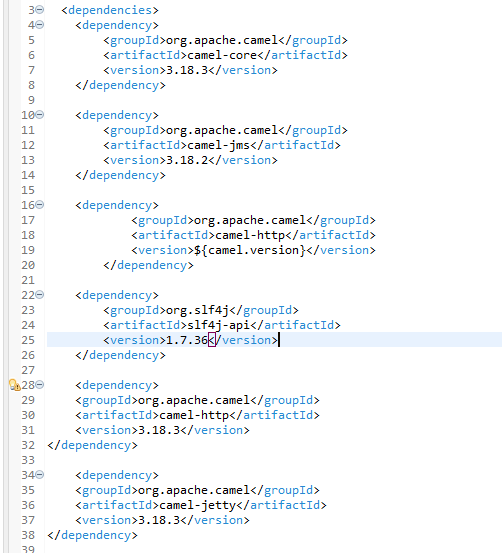 3 <dependencies>
4 <dependency>
5 <groupId>org.apache.camel</groupId>
6 <artifactId>camel-core</artifactId>
7 <version>3.18.3</version>
8 </dependency>
9
10 <dependency>
11 <groupId>org.apache.camel</groupId>
12 <artifactId>camel-jms</artifactId>
13 <version>3.18.2</version>
14 </dependency>
15
16 <dependency>
17 <groupId>org.apache.camel</groupId>
18 <artifactId>camel-http</artifactId>
19 <version>${camel.version}</version>
20 </dependency>
21
22 <dependency>
23 <groupId>org.slf4j</groupId>
24 <artifactId>slf4j-api</artifactId>
25 <version>1.7.36</version>
26 </dependency>
27
28 <dependency>
29 <groupId>org.apache.camel</groupId>
30 <artifactId>camel-http</artifactId>
31 <version>3.18.3</version>
32 </dependency>
33
34 <dependency>
35 <groupId>org.apache.camel</groupId>
36 <artifactId>camel-jetty</artifactId>
37 <version>3.18.3</version>
38 </dependency>
39